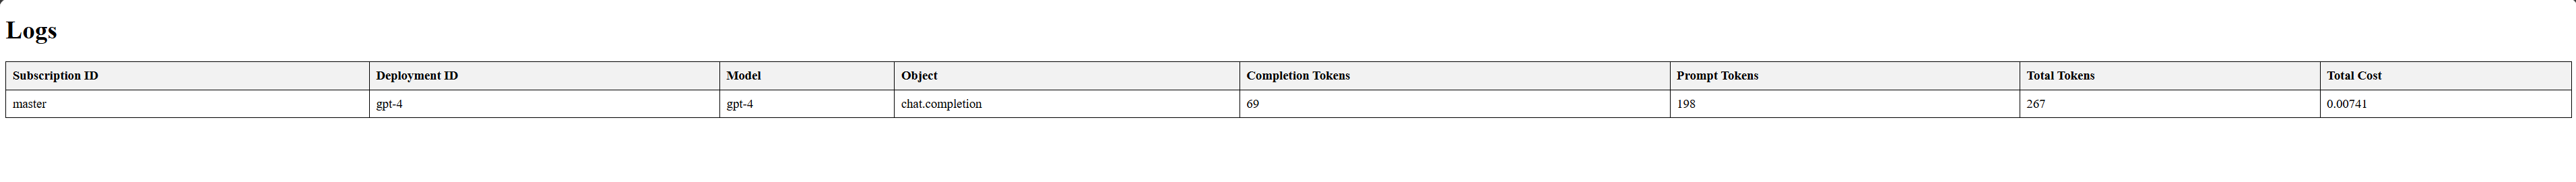 Logs
Subscription ID Deployment ID Model Object Completion Tokens Prompt Tokens Total Tokens Total Cost
master gpt-4 gpt-4 chat.completion 69 198 267 0.00741